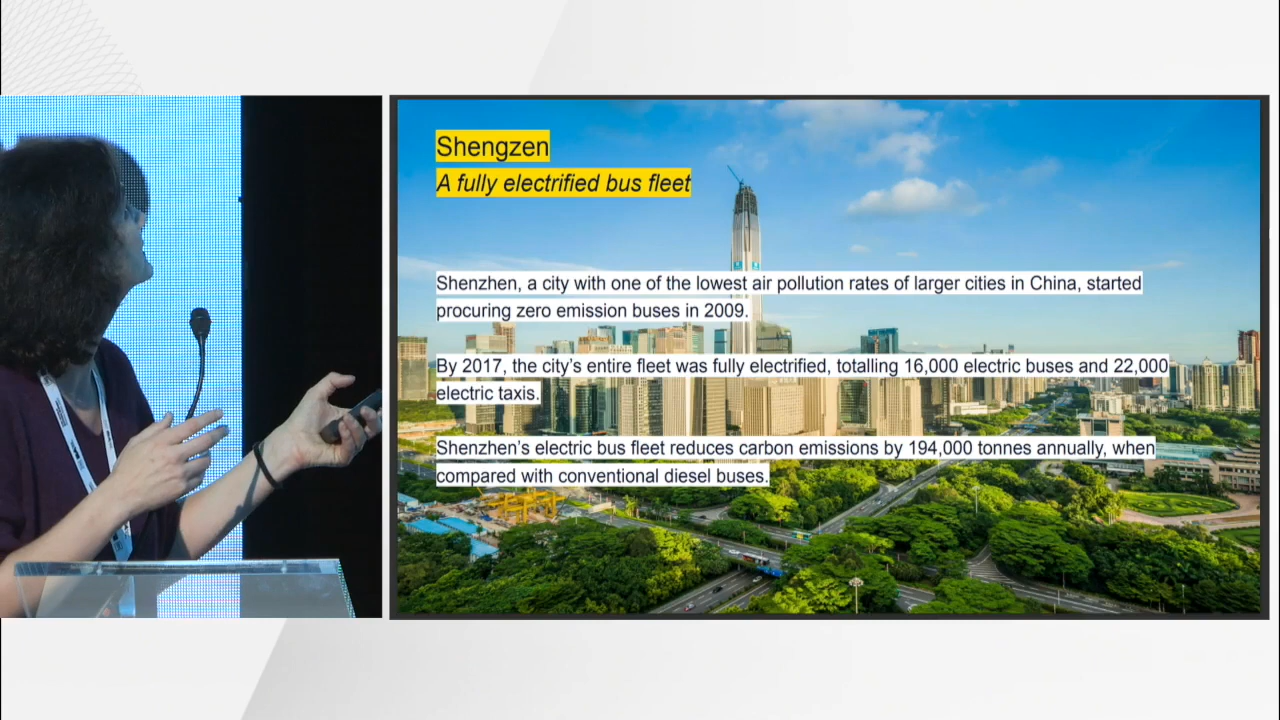 Shengzen
A fully electrified bus fleet
Shenzhen, a city with one of the lowest air pollution rates of larger cities in China, started
procuring zero emission buses in 2009.
By 2017, the city's entire fleet was fully electrified, totalling 16,000 electric buses and 22,000
electric taxis.
Shenzhen's electric bus fleet reduces carbon emissions by 194,000 tonnes annually, when
compared with conventional diesel buses.